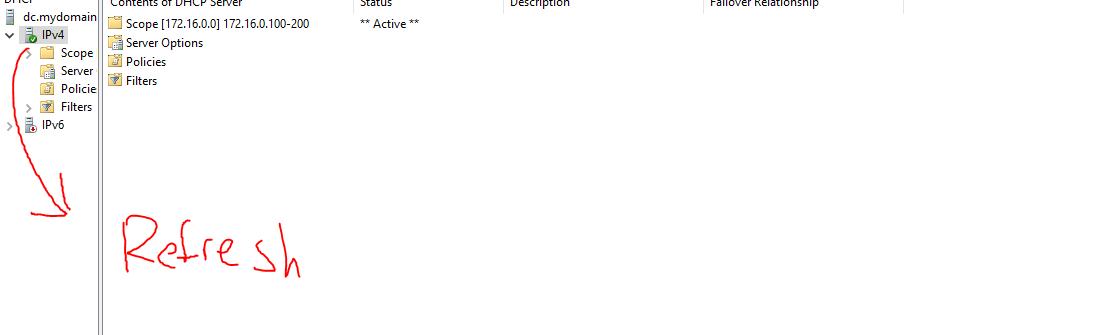 Contents of DHCP Server Status Description Failover Relationship
dc.mydomain
IPv4
Scope
Server
Policie
Filters
IPv6
Scope [172.16.0.0] 172.16.0.100-200 ** Active **
Server Options
Policies
Filters
Refresh